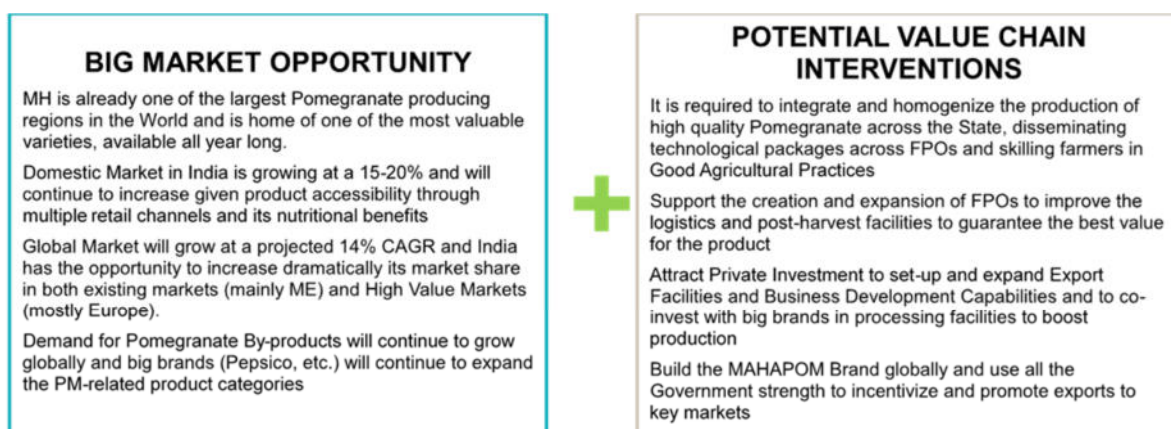 BIG MARKET OPPORTUNITY
MH is already one of the largest Pomegranate producing
regions in the World and is home of one of the most valuable
varieties, available all year long.
Domestic Market in India is growing at a 15-20% and will
continue to increase given product accessibility through
multiple retail channels and its nutritional benefits
Global Market will grow at a projected 14% CAGR and India
has the opportunity to increase dramatically its market share
in both existing markets (mainly ME) and High Value Markets
(mostly Europe).
Demand for Pomegranate By-products will continue to grow
globally and big brands (Pepsico, etc.) will continue to expand
the PM-related product categories
POTENTIAL VALUE CHAIN
INTERVENTIONS
It is required to integrate and homogenize the production of
high quality Pomegranate across the State, disseminating
technological packages across FPOs and skilling farmers in
Good Agricultural Practices
Support the creation and expansion of FPOs to improve the
logistics and post-harvest facilities to guarantee the best value
for the product
Attract Private Investment to set-up and expand Export
Facilities and Business Development Capabilities and to co-
invest with big brands in processing facilities to boost
production
Build the MAHAPOM Brand globally and use all the
Government strength to incentivize and promote exports to
key markets